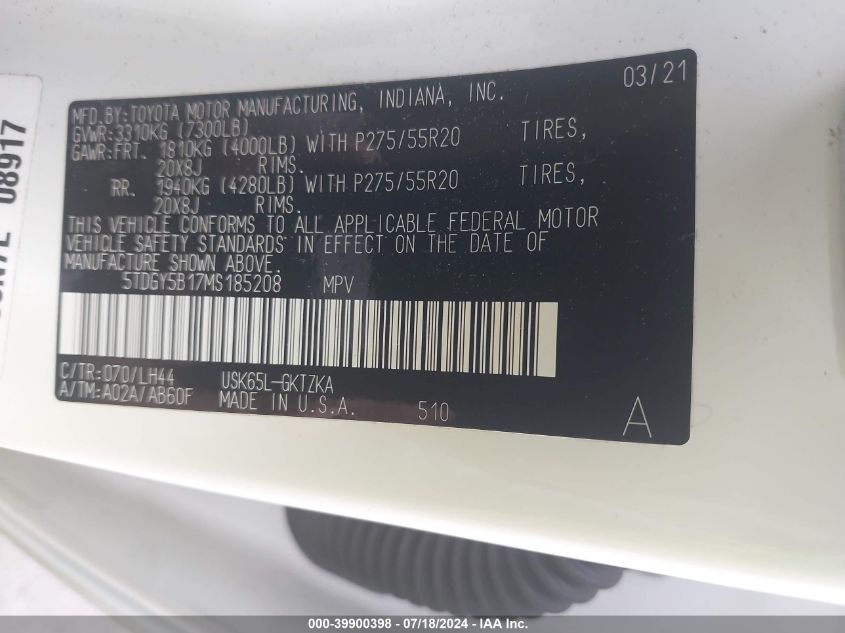 03/21
MFD.BY:TOYOTA MOTOR MANUFACTURING, INDIANA, INC.
GVWR:3310KG (7300LB)
GAWR:FRT. 1810KG (4000LB) WITH P275/55R20 TIRES,
20X8J RIMS.
RR. 1940KG (4280LB) WITH P275/55R20 TIRES,
20X8J RIMS.
THIS VEHICLE CONFORMS TO ALL APPLICABLE FEDERAL MOTOR
VEHICLE SAFETY STANDARDS IN EFFECT ON THE DATE OF
MANUFACTURE SHOWN ABOVE.
5TDGY5B17MS185208 MPV
C/TR:070/LH44 USK65L-GKTZKA
A/TM:A02A/AB60F MADE IN U.S.A. 510 A
08917
000-39900398 - 07/18/2024 - IAA Inc.